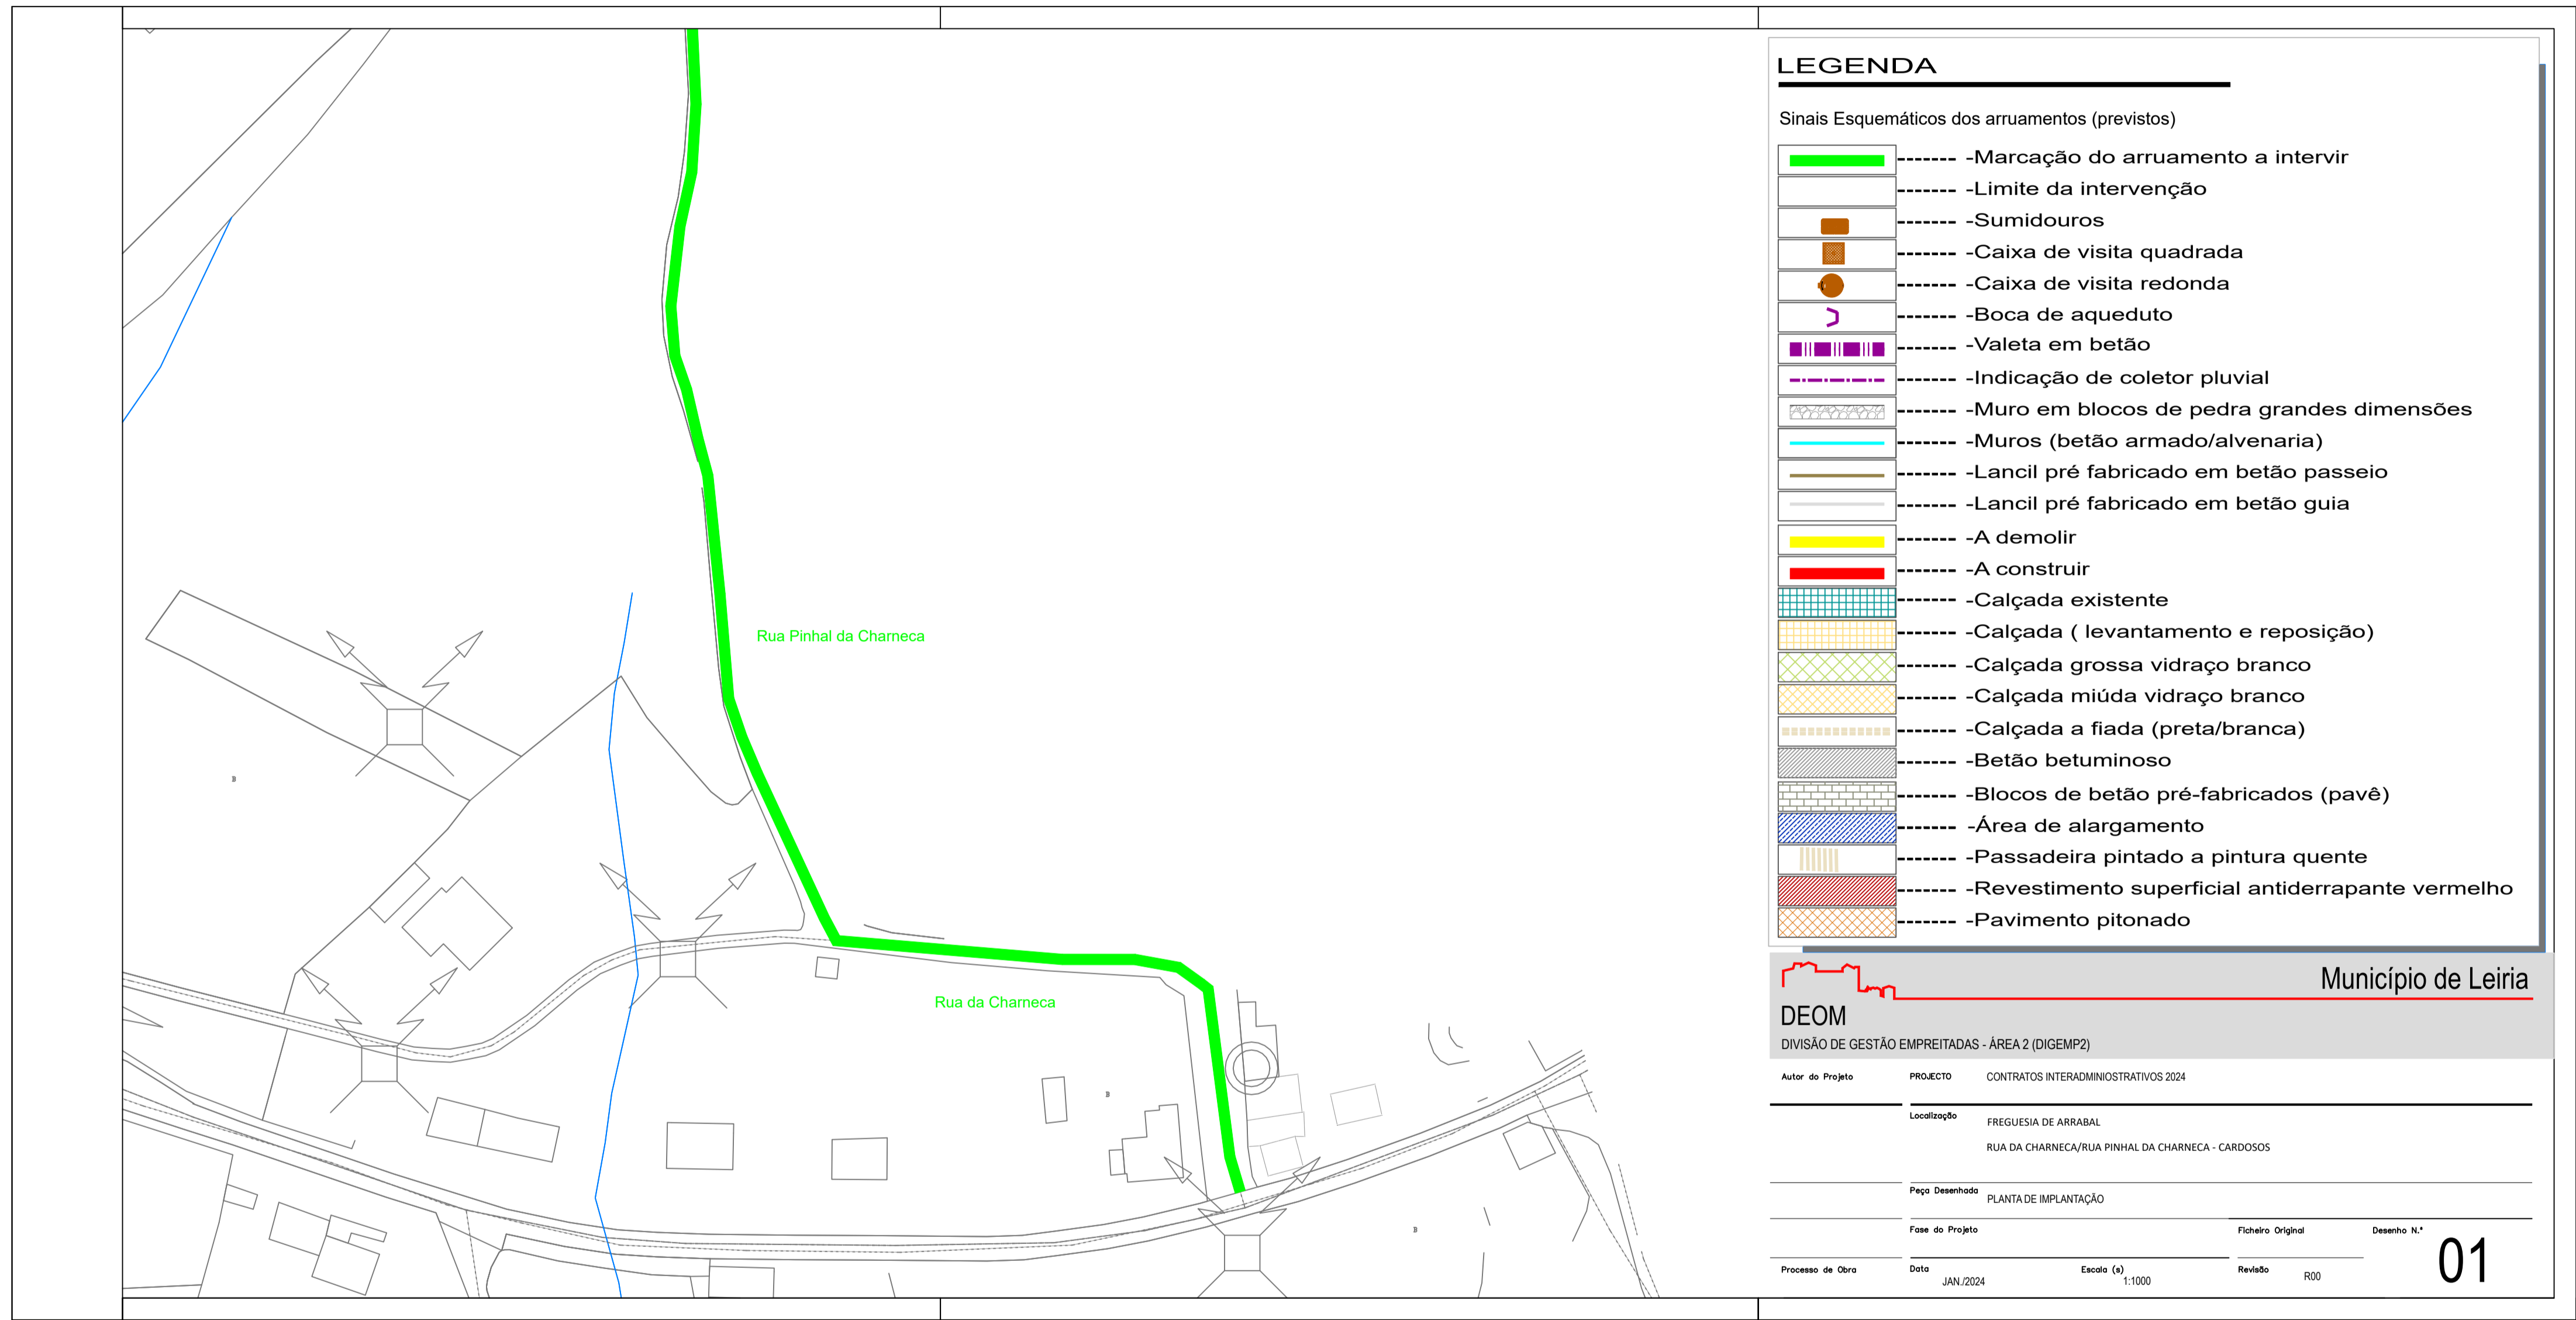 LEGENDA
Sinais Esquemáticos dos arruamentos (previstos)
-Marcação do arruamento a intervir
-Limite da intervenção
-Sumidouros
-Caixa de visita quadrada
-Caixa de visita redonda
-Boca de aqueduto
-Valeta em betão
-Indicação de coletor pluvial
-Muro em blocos de pedra grandes dimensões
-Muros (betão armado/alvenaria)
-Lancil pré fabricado em betão passeio
-Lancil pré fabricado em betão guia
-A demolir
-A construir
-Calçada existente
-Calçada ( levantamento e reposição)
-Calçada grossa vidraço branco
-Calçada miúda vidraço branco
-Calçada a fiada (preta/branca)
-Betão betuminoso
-Blocos de betão pré-fabricados (pavê)
-Área de alargamento
-Passadeira pintado a pintura quente
-Revestimento superficial antiderrapante vermelho
-Pavimento pitonado
Rua Pinhal da Charneca
Rua da Charneca
Município de Leiria
DEOM
DIVISÃO DE GESTÃO EMPREITADAS - ÁREA 2 (DIGEMP2)
Autor do Projeto
PROJECTO CONTRATOS INTERADMINIOSTRATIVOS 2024
Localização
FREGUESIA DE ARRABAL
RUA DA CHARNECA/RUA PINHAL DA CHARNECA - CARDOSOS
Peça Desenhada
PLANTA DE IMPLANTAÇÃO
Fase do Projeto
Ficheiro Original
Desenho N.º
01
Processo de Obra
Data
JAN./2024
Escala (s)
1:1000
Revisão
R00